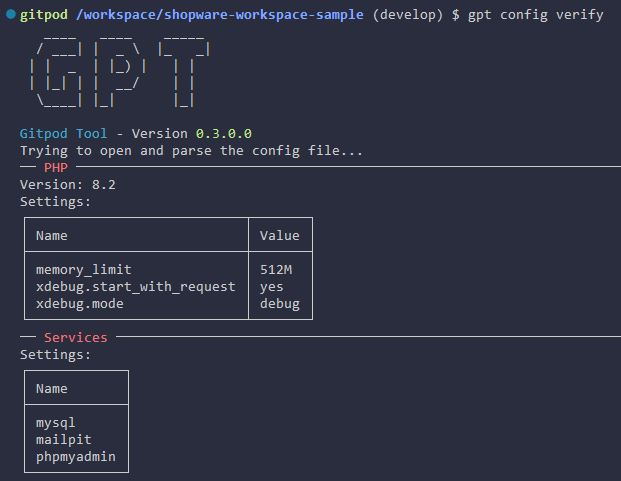 gitpod /workspace/shopware-workspace-sample (develop) $ gpt config verify
GPT
Gitpod Tool - Version 0.3.0.0
Trying to open and parse the config file...
PHP
Version: 8.2
Settings:
Name Value
memory_limit 512M
xdebug.start_with_request yes
xdebug.mode debug
Services
Settings:
Name
mysql
mailpit
phpmyadmin